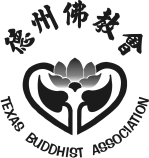 德州佛教會
TEXAS BUDDHIST ASSOCIATION